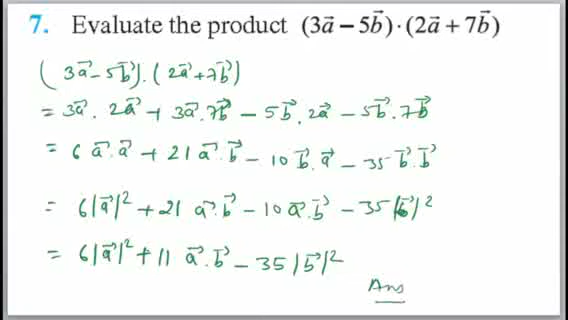 7. Evaluate the product (3a⃗ − 5b⃗) · (2a⃗ + 7b⃗)
(3a⃗ − 5b⃗) . (2a⃗ + 7b⃗)
= 3a⃗ . 2a⃗ + 3a⃗ . 7b⃗ − 5b⃗ . 2a⃗ − 5b⃗ . 7b⃗
= 6 a⃗ . a⃗ + 21 a⃗ . b⃗ − 10 b⃗ . a⃗ − 35 b⃗ . b⃗
= 6|a⃗|² + 21 a⃗ . b⃗ − 10 a⃗ . b⃗ − 35|b⃗|²
= 6|a⃗|² + 11 a⃗ . b⃗ − 35|b⃗|²
Ans